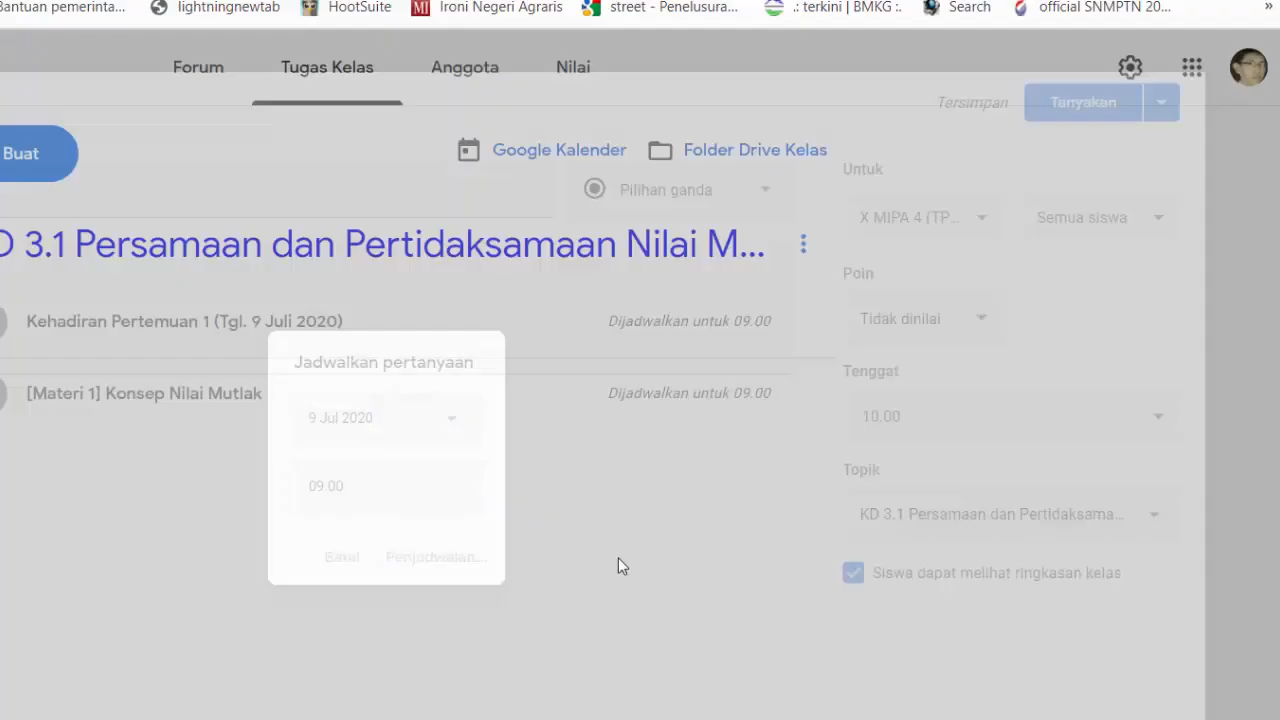 Bantuan pemerinta... lightningnewtab HootSuite Ironi Negeri Agraris street - Penelusura... .: terkini | BMKG :. Search official SNMPTN 20... »
Forum Tugas Kelas Anggota Nilai
Tersimpan Tanyakan
Buat Google Kalender Folder Drive Kelas
Untuk
Pilihan ganda
X MIPA 4 (TP... Semua siswa
3.1 Persamaan dan Pertidaksamaan Nilai M...
Poin
Kehadiran Pertemuan 1 (Tgl. 9 Juli 2020) Dijadwalkan untuk 09.00
Tidak dinilai
Jadwalkan pertanyaan
Tenggat
[Materi 1] Konsep Nilai Mutlak Dijadwalkan untuk 09.00
9 Jul 2020
10.00
Topik
09.00
KD 3.1 Persamaan dan Pertidaksama...
Batal Penjadwalan...
Siswa dapat melihat ringkasan kelas